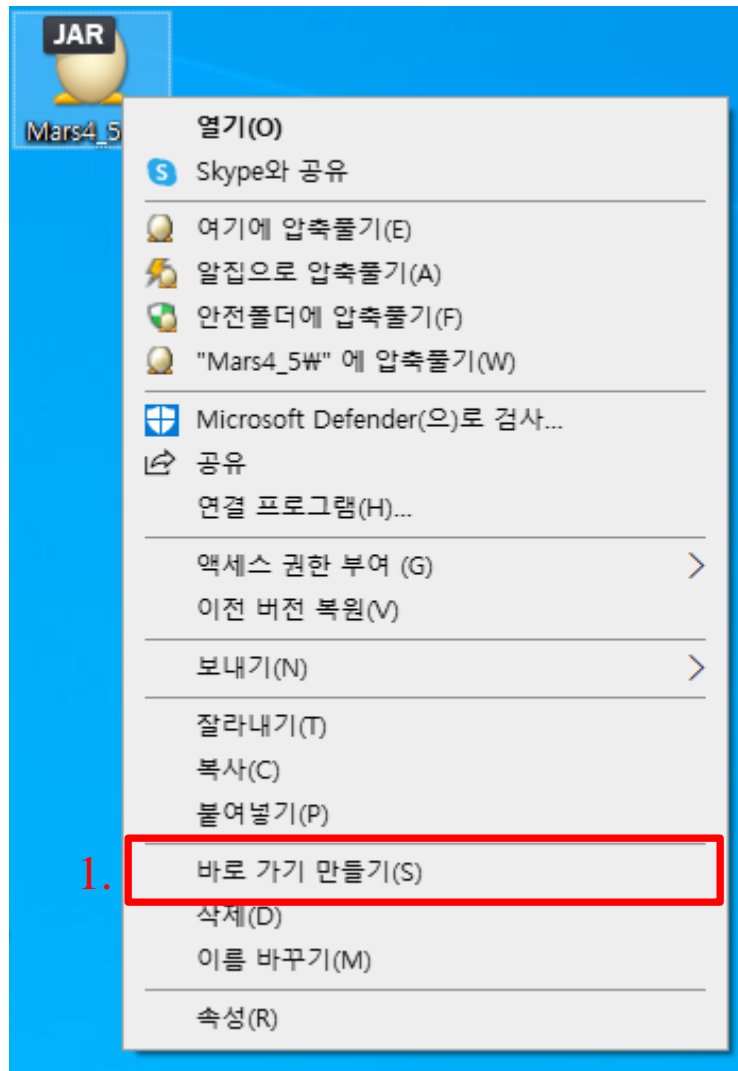 JAR
Mars4_5
열기(O)
Skype와 공유
여기에 압축풀기(E)
알집으로 압축풀기(A)
안전폴더에 압축풀기(F)
"Mars4_5₩" 에 압축풀기(W)
Microsoft Defender(으)로 검사...
공유
연결 프로그램(H)...
액세스 권한 부여 (G)
이전 버전 복원(V)
보내기(N)
잘라내기(T)
복사(C)
붙여넣기(P)
1. 바로 가기 만들기(S)
삭제(D)
이름 바꾸기(M)
속성(R)